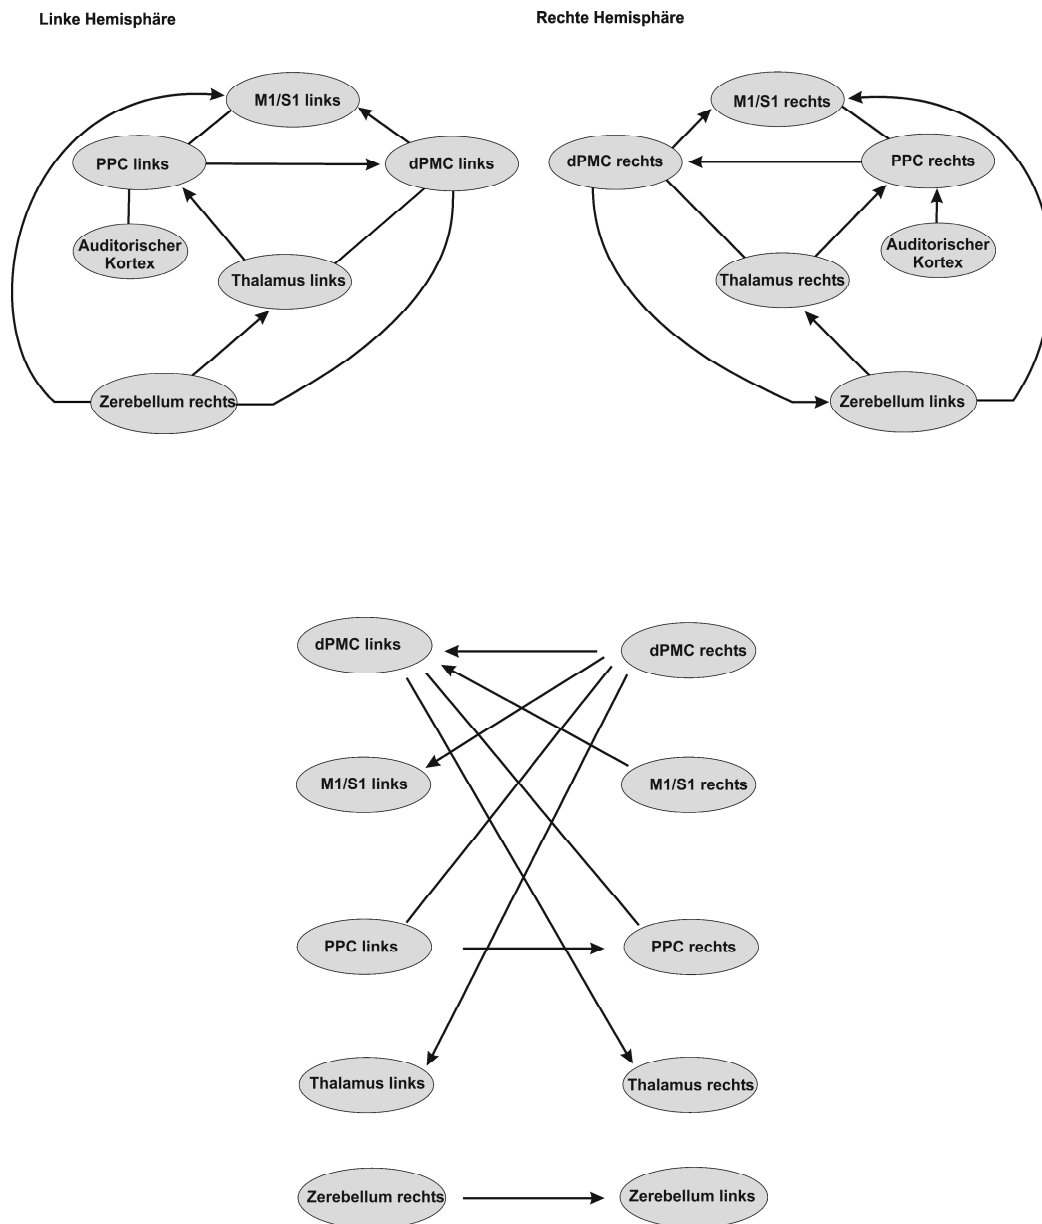 Linke Hemisphäre
Rechte Hemisphäre
M1/S1 links
PPC links
dPMC links
Auditorischer
Kortex
Thalamus links
Zerebellum rechts
M1/S1 rechts
dPMC rechts
PPC rechts
Auditorischer
Kortex
Thalamus rechts
Zerebellum links
dPMC links
dPMC rechts
M1/S1 links
M1/S1 rechts
PPC links
PPC rechts
Thalamus links
Thalamus rechts
Zerebellum rechts
Zerebellum links